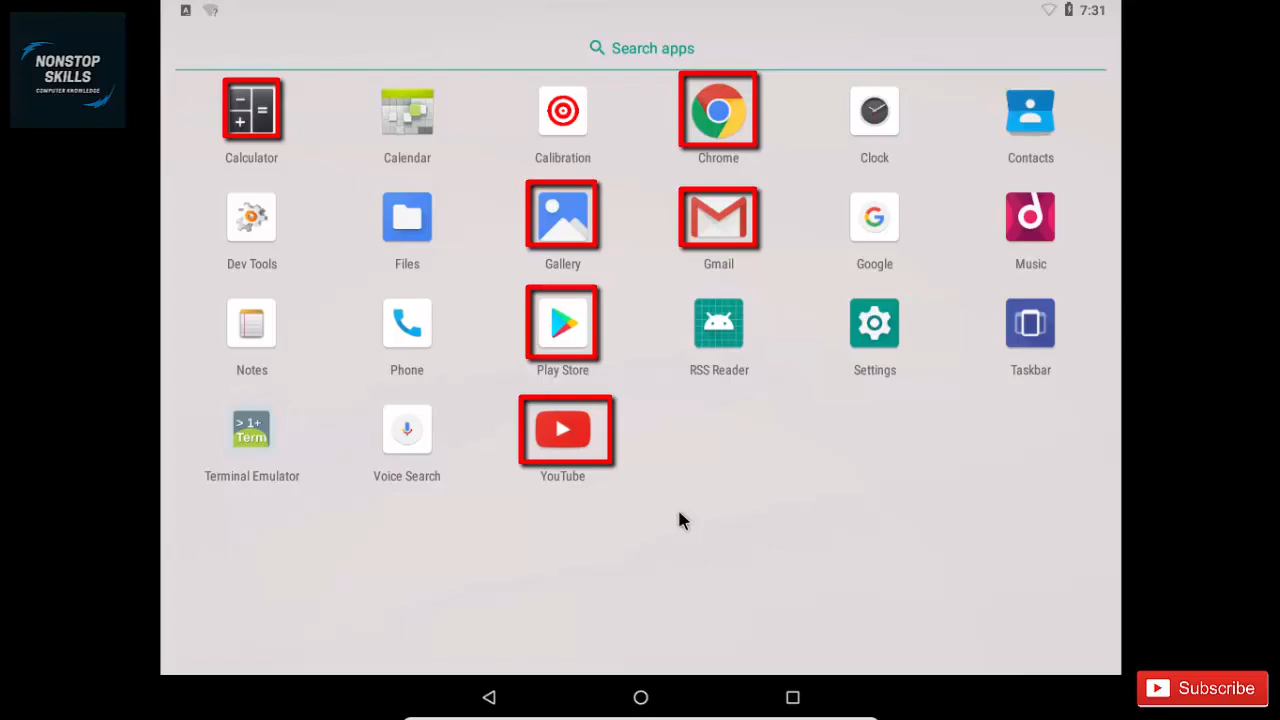 NONSTOP
SKILLS
COMPUTER KNOWLEDGE
A
?
7:31
Search apps
Calculator
Calendar
Calibration
Chrome
Clock
Contacts
Dev Tools
Files
Gallery
Gmail
Google
Music
Notes
Phone
Play Store
RSS Reader
Settings
Taskbar
> 1+
Term
Terminal Emulator
Voice Search
YouTube
Subscribe